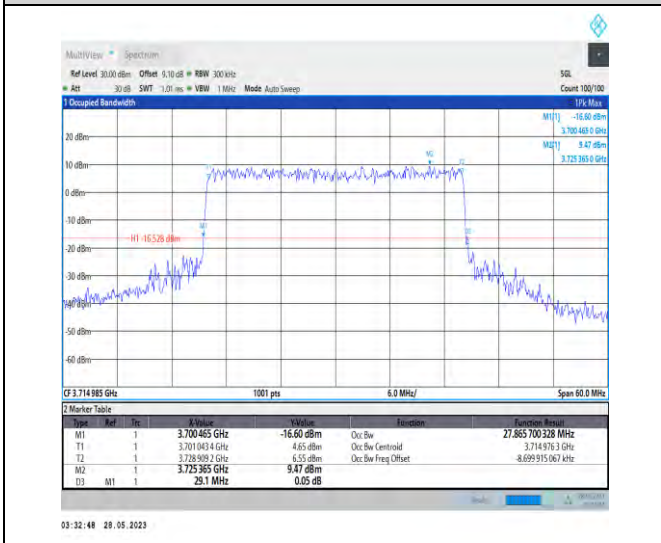 MultiView Spectrum
Ref Level 30.00 dBm Offset 9.10 dB RBW 300 kHz SGL
Att 30 dB SWT 1.01 ms VBW 1 MHz Mode Auto Sweep Count 100/100
1 Occupied Bandwidth 1Pk Max
M1[1] -16.60 dBm
3.700 465 0 GHz
M2[1] 9.47 dBm
3.725 365 0 GHz
20 dBm
M2
10 dBm
0 dBm
-10 dBm
H1 -16.528 dBm
-20 dBm
-30 dBm
-40 dBm
-50 dBm
-60 dBm
CF 3.714 985 GHz 1001 pts 6.0 MHz/ Span 60.0 MHz
2 Marker Table
Type Ref Trc X-Value Y-Value Function Function Result
M1 1 3.700465 GHz -16.60 dBm Occ Bw 27.865 700 328 MHz
T1 1 3.701 043 4 GHz 4.65 dBm Occ Bw Centroid 3.714 976 3 GHz
T2 1 3.728 909 2 GHz 6.55 dBm Occ Bw Freq Offset -8.699 915 067 kHz
M2 1 3.725 365 GHz 9.47 dBm
D3 M1 1 29.1 MHz 0.05 dB
03:32:48 28.05.2023